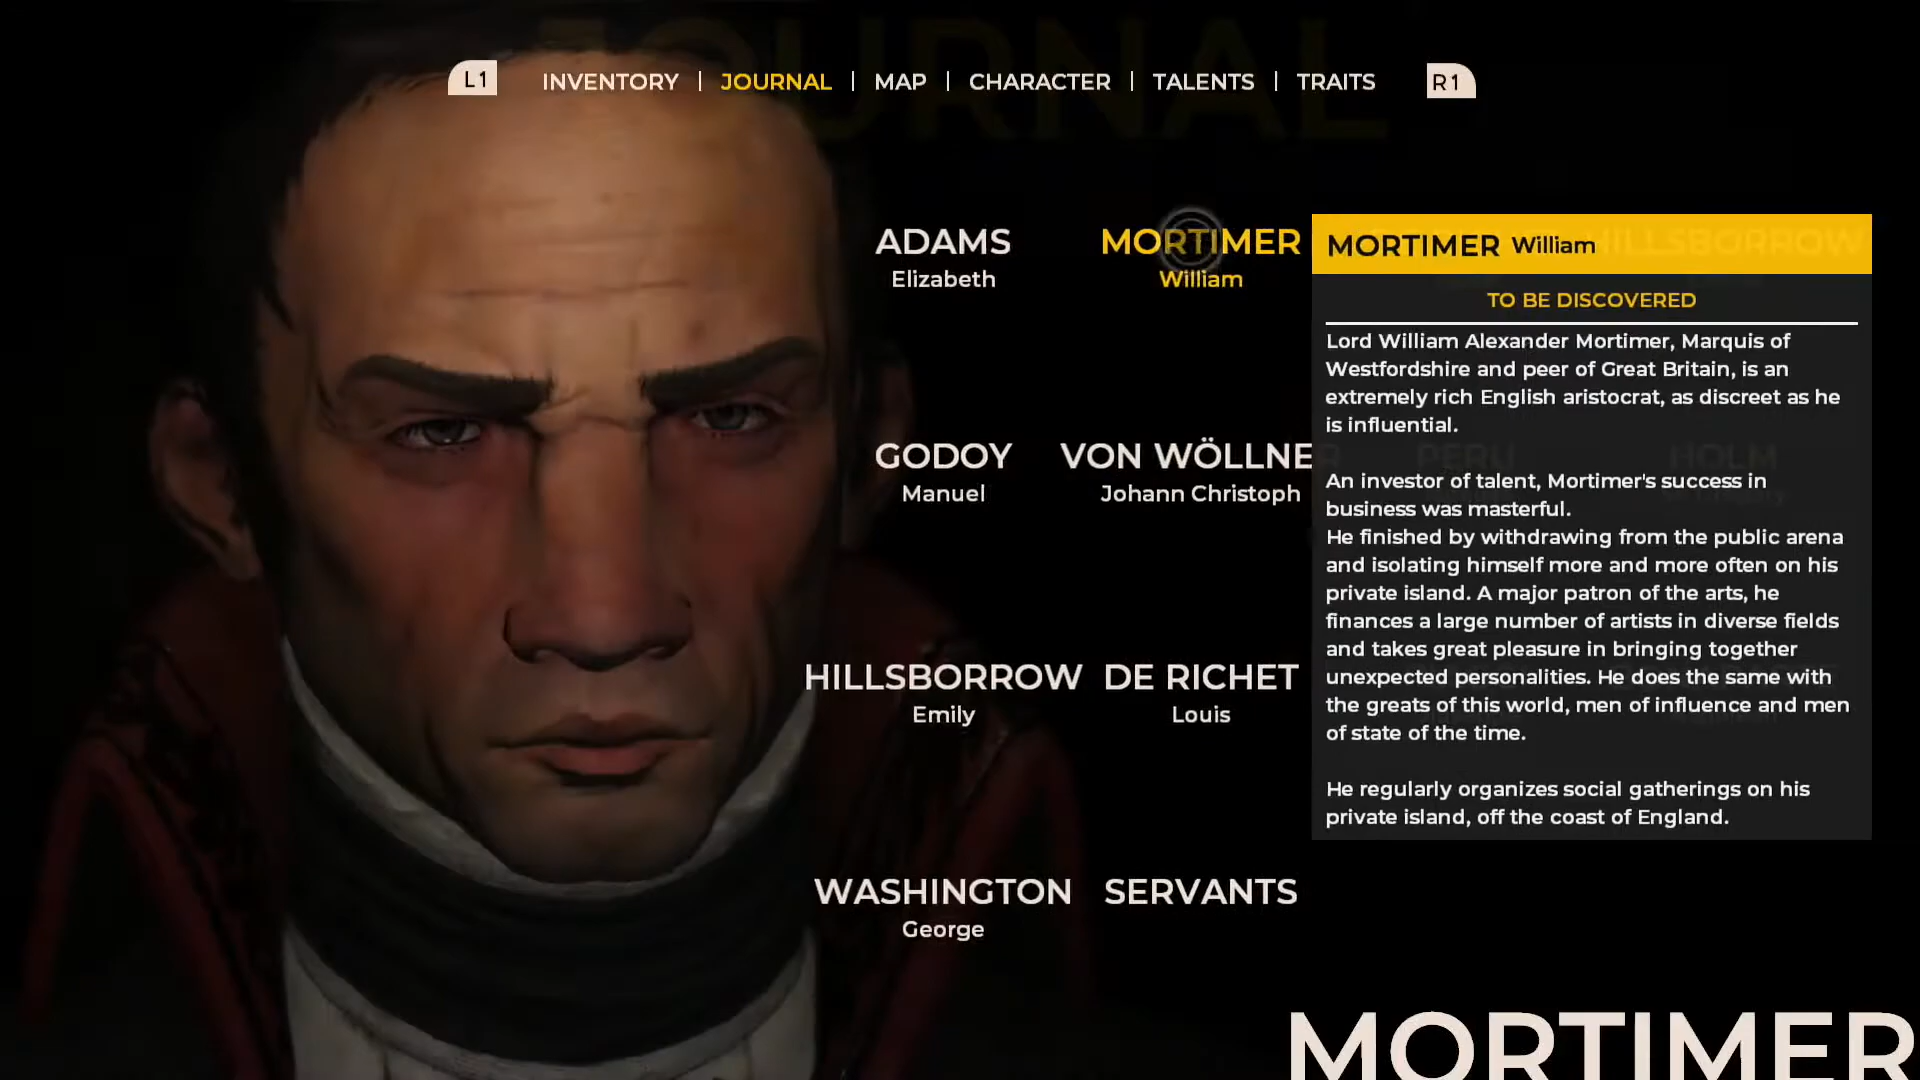 JOURNAL
L1 INVENTORY | JOURNAL | MAP | CHARACTER | TALENTS | TRAITS R1
ADAMS
Elizabeth
MORTIMER
William
GODOY
Manuel
VON WÖLLNER
Johann Christoph
HILLSBORROW
Emily
DE RICHET
Louis
WASHINGTON
George
SERVANTS
HILLSBORROW
PERU
HOLM
MORTIMER William
TO BE DISCOVERED
Lord William Alexander Mortimer, Marquis of
Westfordshire and peer of Great Britain, is an
extremely rich English aristocrat, as discreet as he
is influential.
An investor of talent, Mortimer's success in
business was masterful.
He finished by withdrawing from the public arena
and isolating himself more and more often on his
private island. A major patron of the arts, he
finances a large number of artists in diverse fields
and takes great pleasure in bringing together
unexpected personalities. He does the same with
the greats of this world, men of influence and men
of state of the time.
He regularly organizes social gatherings on his
private island, off the coast of England.
MORTIMER